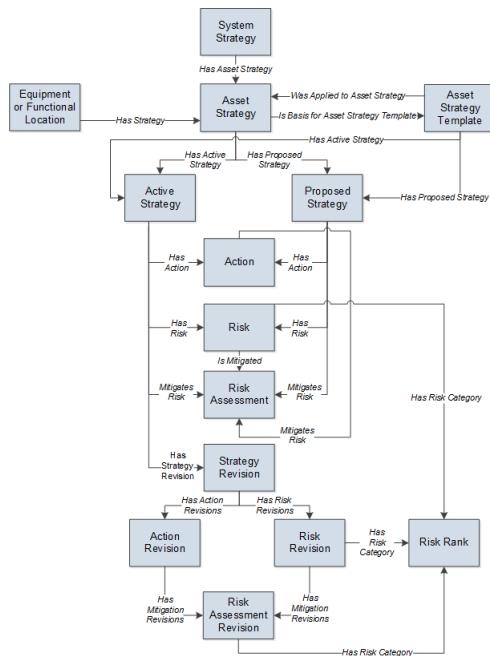 System
Strategy
Has Asset Strategy
Equipment
or Functional
Location
Has Strategy
Asset
Strategy
Was Applied to Asset Strategy
Is Basis for Asset Strategy Template
Asset
Strategy
Template
Has Active Strategy
Has Active
Strategy
Has Proposed
Strategy
Active
Strategy
Proposed
Strategy
Has Proposed Strategy
Has
Action
Action
Has
Action
Has
Risk
Risk
Has
Risk
Is Mitigated
Mitigates
Risk
Risk
Assessment
Mitigates
Risk
Has Risk Category
Mitigates
Risk
Has
Strategy
Revision
Strategy
Revision
Has Action
Revisions
Has Risk
Revisions
Action
Revision
Risk
Revision
Has
Risk
Category
Risk Rank
Has
Mitigation
Revisions
Risk
Assessment
Revision
Has
Mitigation
Revisions
Has Risk Category